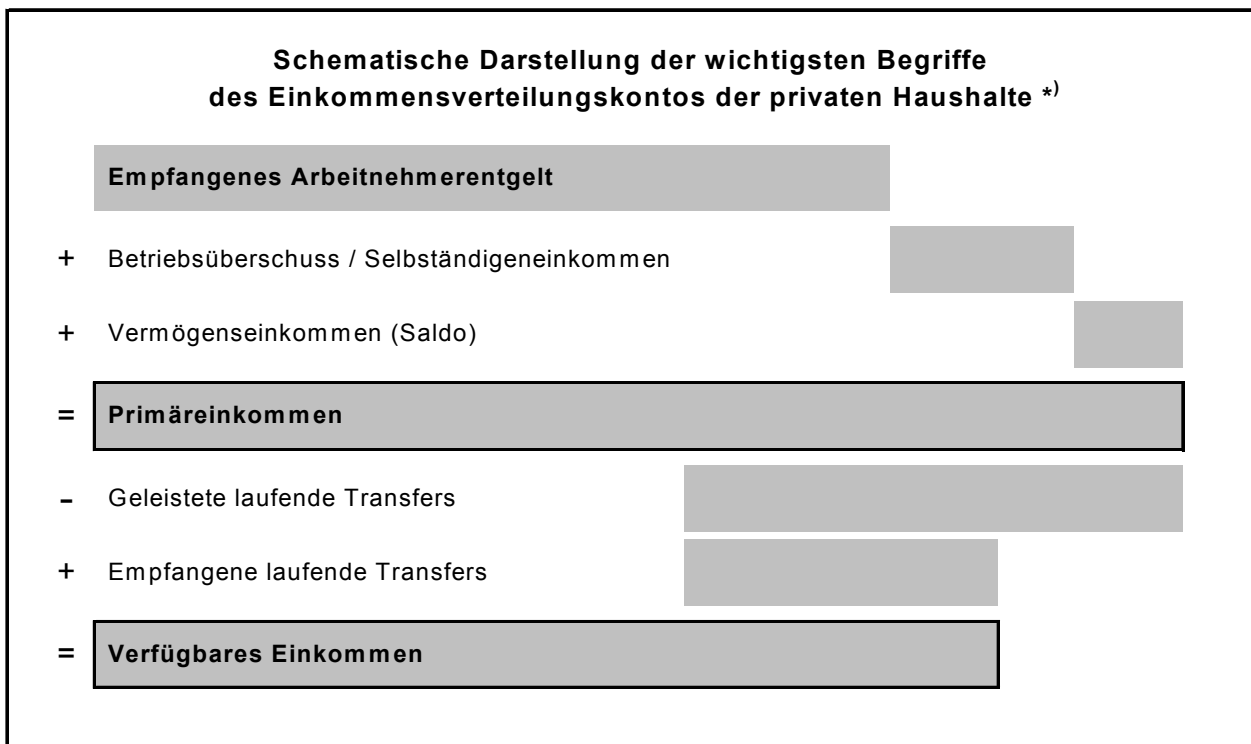 Schematische Darstellung der wichtigsten Begriffe
des Einkommensverteilungskontos der privaten Haushalte *)
Empfangenes Arbeitnehmerentgelt
+ Betriebsüberschuss / Selbständigeneinkommen
+ Vermögenseinkommen (Saldo)
= Primäreinkommen
- Geleistete laufende Transfers
+ Empfangene laufende Transfers
= Verfügbares Einkommen